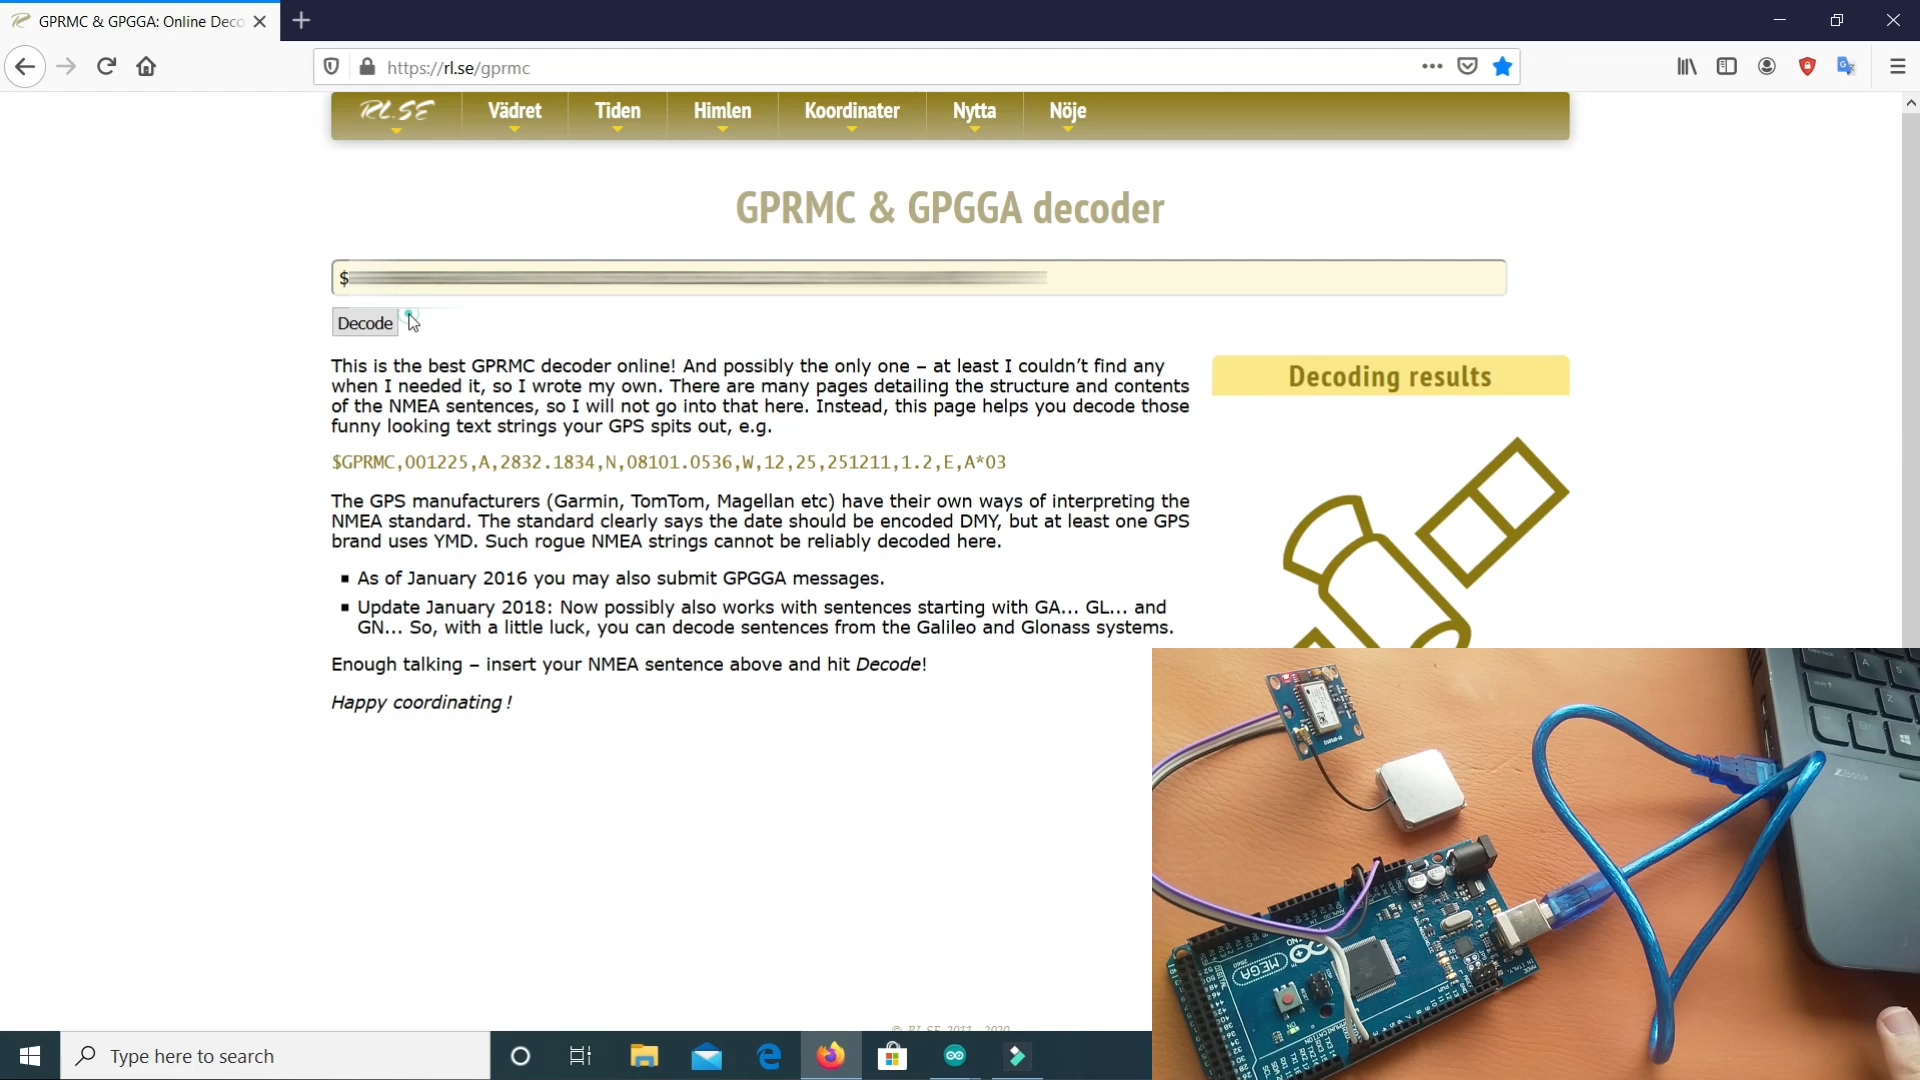 GPRMC & GPGGA: Online Deco
https://rl.se/gprmc
RL.SE
Vädret
Tiden
Himlen
Koordinater
Nytta
Nöje
GPRMC & GPGGA decoder
$
Decode
This is the best GPRMC decoder online! And possibly the only one – at least I couldn’t find any
when I needed it, so I wrote my own. There are many pages detailing the structure and contents
of the NMEA sentences, so I will not go into that here. Instead, this page helps you decode those
funny looking text strings your GPS spits out, e.g.
$GPRMC,001225,A,2832.1834,N,08101.0536,W,12,25,251211,1.2,E,A*03
The GPS manufacturers (Garmin, TomTom, Magellan etc) have their own ways of interpreting the
NMEA standard. The standard clearly says the date should be encoded DMY, but at least one GPS
brand uses YMD. Such rogue NMEA strings cannot be reliably decoded here.
▪ As of January 2016 you may also submit GPGGA messages.
▪ Update January 2018: Now possibly also works with sentences starting with GA... GL... and
GN... So, with a little luck, you can decode sentences from the Galileo and Glonass systems.
Enough talking – insert your NMEA sentence above and hit Decode!
Happy coordinating !
Decoding results
© RL.SE 2011 - 2020
ZBook
MEGA
Type here to search